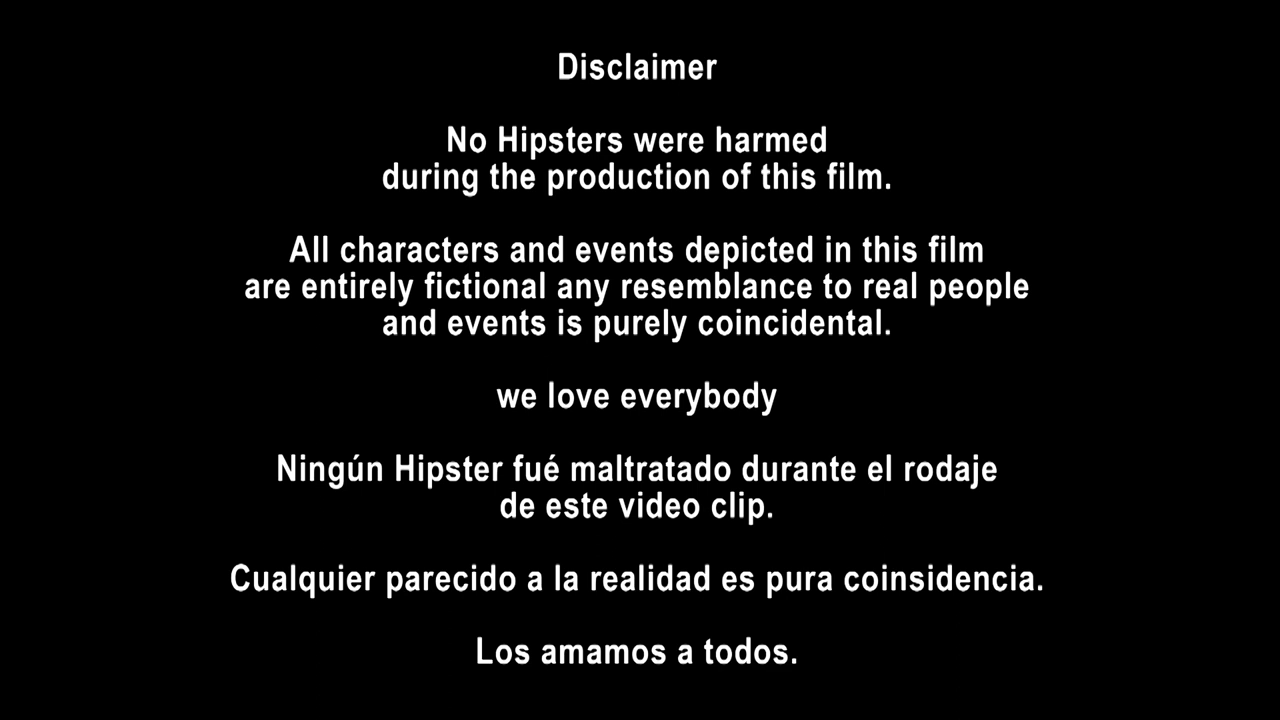 Disclaimer
No Hipsters were harmed
during the production of this film.
All characters and events depicted in this film
are entirely fictional any resemblance to real people
and events is purely coincidental.
we love everybody
Ningún Hipster fué maltratado durante el rodaje
de este video clip.
Cualquier parecido a la realidad es pura coinsidencia.
Los amamos a todos.